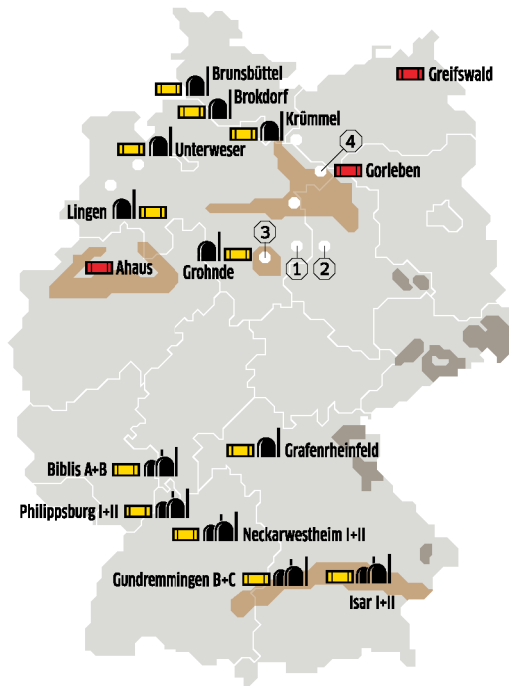 Brunsbüttel
Greifswald
Brokdorf
Krümmel
4
Unterweser
Gorleben
Lingen
3
Grohnde
Ahaus
1
2
Grafenrheinfeld
Biblis A+B
Philippsburg I+II
Neckarwestheim I+II
Gundremmingen B+C
Isar I+II